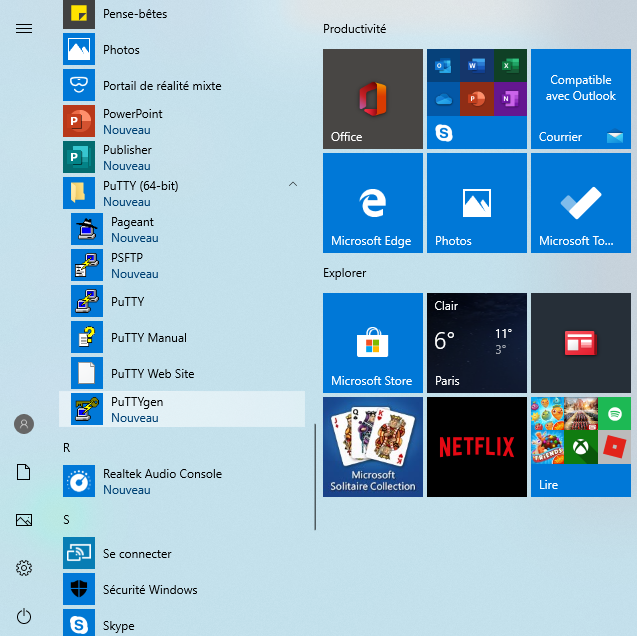 Pense-bêtes
Photos
Portail de réalité mixte
PowerPoint
Nouveau
Publisher
Nouveau
PuTTY (64-bit)
Nouveau
Pageant
Nouveau
PSFTP
Nouveau
PuTTY
PuTTY Manual
PuTTY Web Site
PuTTYgen
Nouveau
R
Realtek Audio Console
Nouveau
S
Se connecter
Sécurité Windows
Skype
Productivité
Office
Compatible
avec Outlook
Courrier
Microsoft Edge
Photos
Microsoft To...
Explorer
Microsoft Store
Clair
6°
11°
3°
Paris
Microsoft
Solitaire Collection
NETFLIX
FRIENDS
Lire